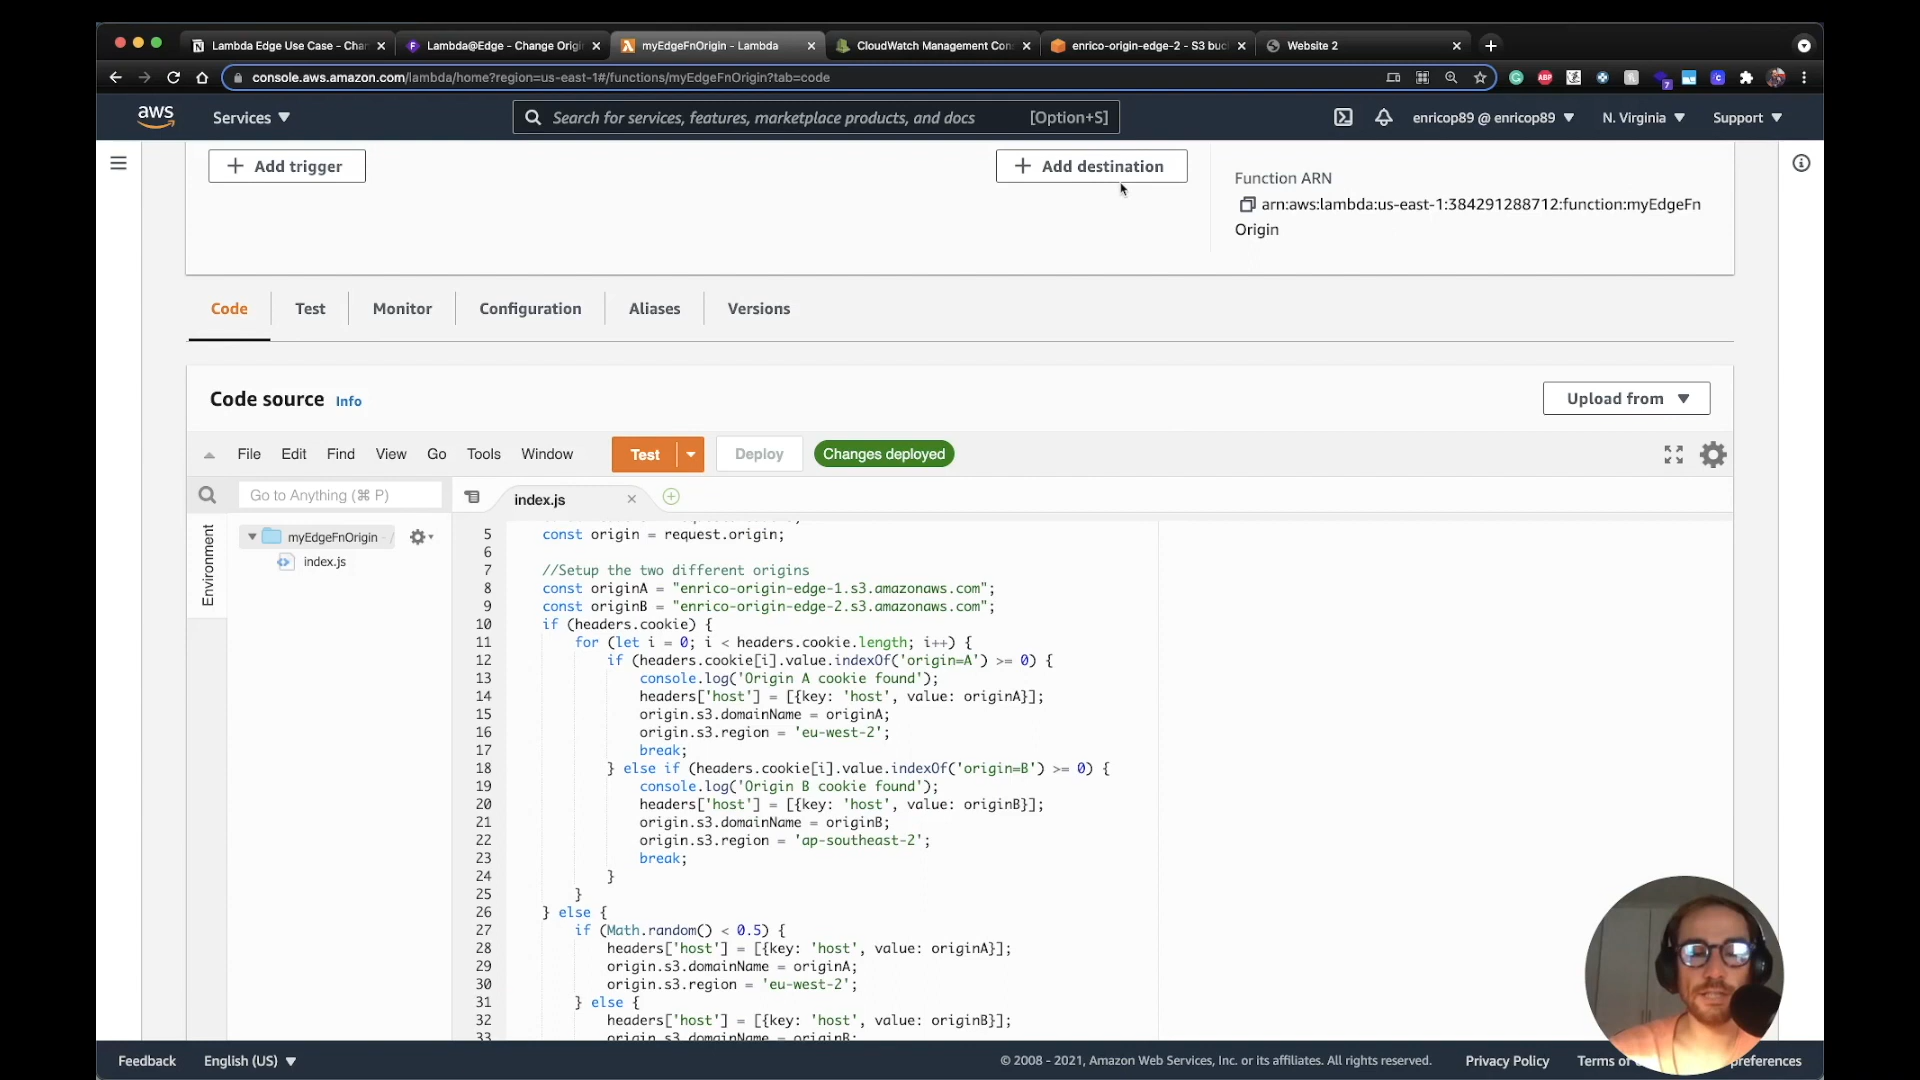 Lambda Edge Use Case - Cha
Lambda@Edge - Change Origi
myEdgeFnOrigin - Lambda
CloudWatch Management Con
enrico-origin-edge-2 - S3 buc
Website 2
console.aws.amazon.com/lambda/home?region=us-east-1#/functions/myEdgeFnOrigin?tab=code
ABP
7
aws
Services
Search for services, features, marketplace products, and docs
[Option+S]
enricop89 @ enricop89
N. Virginia
Support
Add trigger
Add destination
Function ARN
arn:aws:lambda:us-east-1:384291288712:function:myEdgeFn
Origin
Code
Test
Monitor
Configuration
Aliases
Versions
Code source
Info
Upload from
File
Edit
Find
View
Go
Tools
Window
Test
Deploy
Changes deployed
Go to Anything (⌘ P)
index.js
Environment
myEdgeFnOrigin - /
index.js
5 const origin = request.origin;
6
7 //Setup the two different origins
8 const originA = "enrico-origin-edge-1.s3.amazonaws.com";
9 const originB = "enrico-origin-edge-2.s3.amazonaws.com";
10 if (headers.cookie) {
11 for (let i = 0; i < headers.cookie.length; i++) {
12 if (headers.cookie[i].value.indexOf('origin=A') >= 0) {
13 console.log('Origin A cookie found');
14 headers['host'] = [{key: 'host', value: originA}];
15 origin.s3.domainName = originA;
16 origin.s3.region = 'eu-west-2';
17 break;
18 } else if (headers.cookie[i].value.indexOf('origin=B') >= 0) {
19 console.log('Origin B cookie found');
20 headers['host'] = [{key: 'host', value: originB}];
21 origin.s3.domainName = originB;
22 origin.s3.region = 'ap-southeast-2';
23 break;
24 }
25 }
26 } else {
27 if (Math.random() < 0.5) {
28 headers['host'] = [{key: 'host', value: originA}];
29 origin.s3.domainName = originA;
30 origin.s3.region = 'eu-west-2';
31 } else {
32 headers['host'] = [{key: 'host', value: originB}];
33 origin.s3.domainName = originB;
Feedback
English (US)
© 2008 - 2021, Amazon Web Services, Inc. or its affiliates. All rights reserved.
Privacy Policy
Terms of
preferences